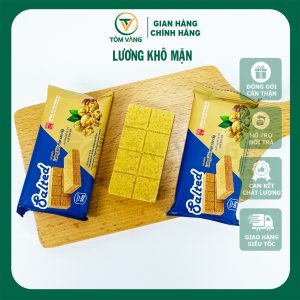 TÔM VÀNG
GIAN HÀNG
CHÍNH HÃNG
LƯƠNG KHÔ MẶN
ĐÓNG GÓI
CẨN THẬN
HỖ TRỢ
ĐỔI TRẢ
CAM KẾT
CHẤT LƯỢNG
GIAO HÀNG
SIÊU TỐC
Salted
Salted